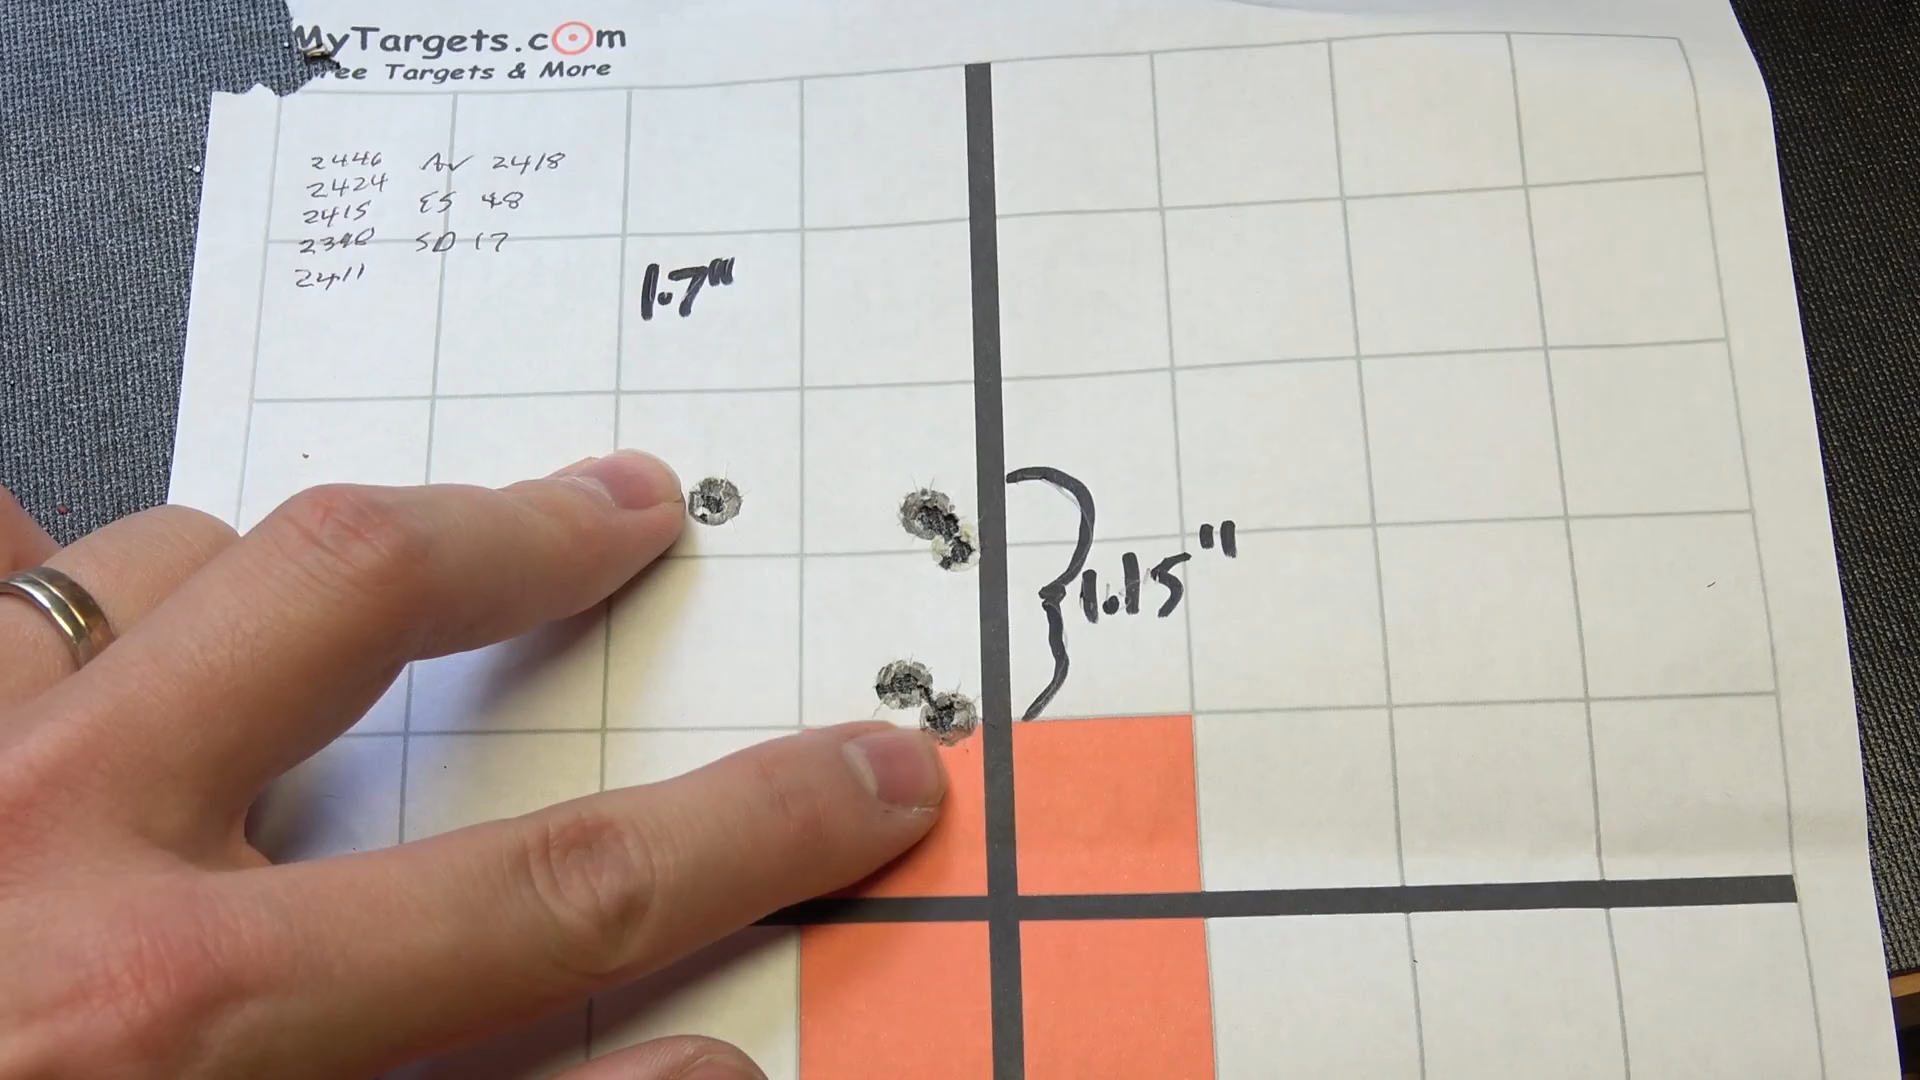 MyTargets.com
ree Targets & More
2446 Av 2418
2424
2415 ES 48
SD 17
2411
1.7"
1.15"